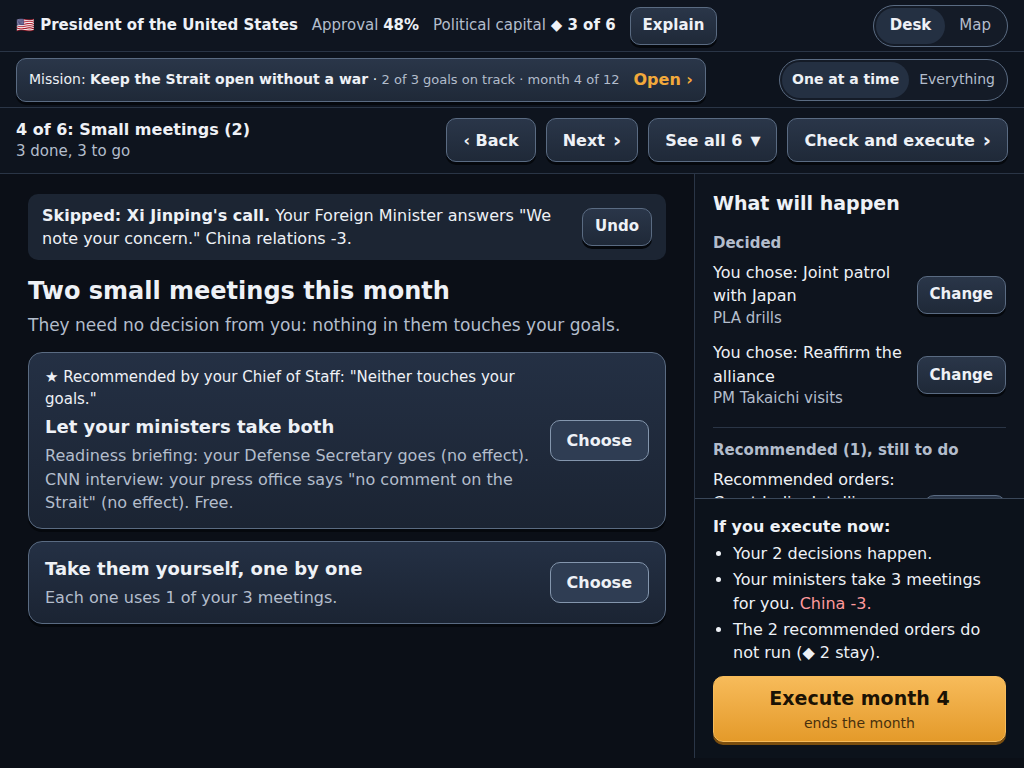 🇺🇸 President of the United States Approval 48% Political capital ◆ 3 of 6 Explain Desk Map
Mission: Keep the Strait open without a war · 2 of 3 goals on track · month 4 of 12 Open › One at a time Everything
4 of 6: Small meetings (2)
3 done, 3 to go
‹ Back Next › See all 6 ▼ Check and execute ›
Skipped: Xi Jinping's call. Your Foreign Minister answers "We
note your concern." China relations -3.
Undo
Two small meetings this month
They need no decision from you: nothing in them touches your goals.
★ Recommended by your Chief of Staff: "Neither touches your
goals."
Let your ministers take both
Readiness briefing: your Defense Secretary goes (no effect).
CNN interview: your press office says "no comment on the
Strait" (no effect). Free.
Choose
Take them yourself, one by one
Each one uses 1 of your 3 meetings.
Choose
What will happen
Decided
You chose: Joint patrol
with Japan
PLA drills
Change
You chose: Reaffirm the
alliance
PM Takaichi visits
Change
Recommended (1), still to do
Recommended orders:
If you execute now:
• Your 2 decisions happen.
• Your ministers take 3 meetings
for you. China -3.
• The 2 recommended orders do
not run (◆ 2 stay).
Execute month 4
ends the month